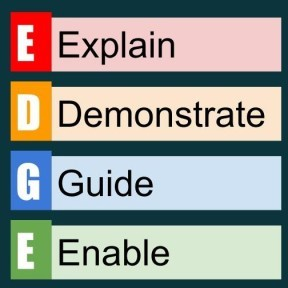 E Explain
D Demonstrate
G Guide
E Enable